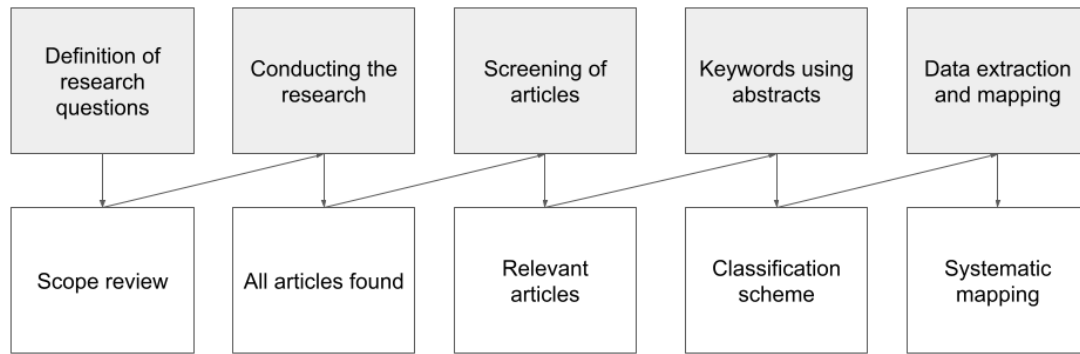 Definition of
research
questions
Conducting the
research
Screening of
articles
Keywords using
abstracts
Data extraction
and mapping
Scope review
All articles found
Relevant
articles
Classification
scheme
Systematic
mapping